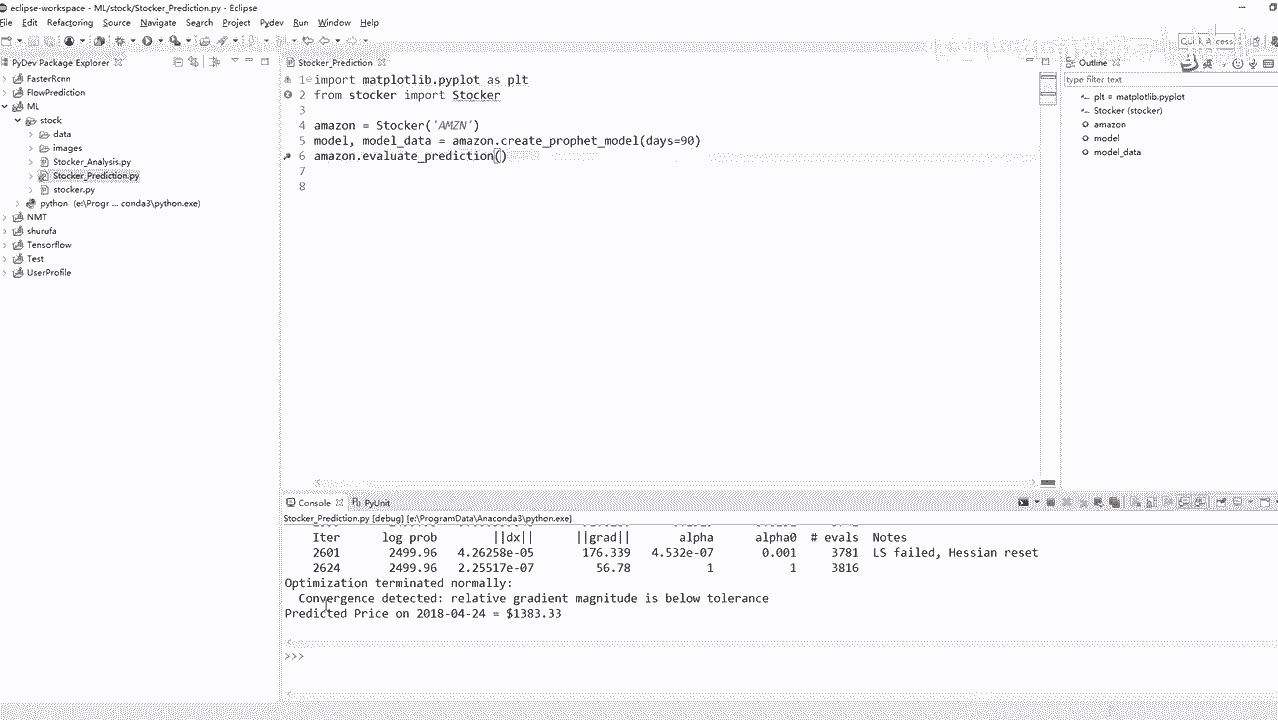 eclipse-workspace - ML/stock/Stocker_Prediction.py - Eclipse
File Edit Refactoring Source Navigate Search Project Pydev Run Window Help
Quick Access
PyDev Package Explorer
Stocker_Prediction
Outline
FasterRcnn
FlowPrediction
ML
stock
data
images
Stocker_Analysis.py
Stocker_Prediction.py
stocker.py
python (e:\Progr ... conda3\python.exe)
NMT
shurufa
Tensorflow
Test
UserProfile
1 import matplotlib.pyplot as plt
2 from stocker import Stocker
3
4 amazon = Stocker('AMZN')
5 model, model_data = amazon.create_prophet_model(days=90)
6 amazon.evaluate_prediction()
7
8
type filter text
plt = matplotlib.pyplot
Stocker (stocker)
amazon
model
model_data
Console PyUnit
Stocker_Prediction.py [debug] [e:\ProgramData\Anaconda3\python.exe]
Iter log prob ||dx|| ||grad|| alpha alpha0 # evals Notes
2601 2499.96 4.26258e-05 176.339 4.532e-07 0.001 3781 LS failed, Hessian reset
2624 2499.96 2.25517e-07 56.78 1 1 3816
Optimization terminated normally:
Convergence detected: relative gradient magnitude is below tolerance
Predicted Price on 2018-04-24 = $1383.33
>>>